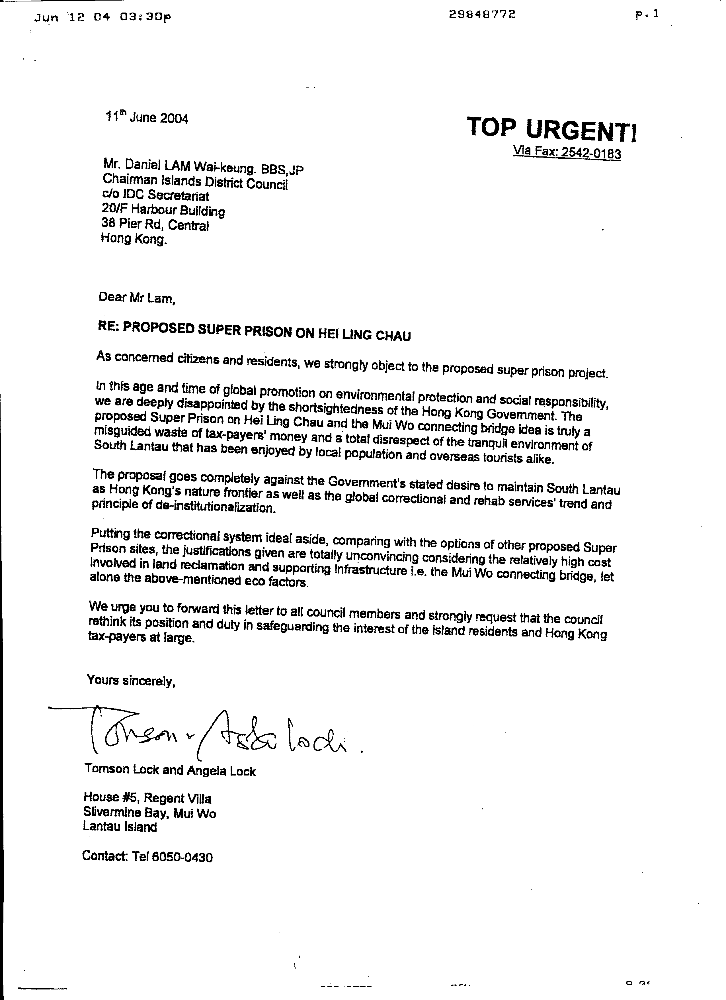 Jun 12 04 03:30p 29848772 p.1
11th June 2004
TOP URGENT!
Via Fax: 2542-0183
Mr. Daniel LAM Wai-keung. BBS,JP
Chairman Islands District Council
c/o IDC Secretariat
20/F Harbour Building
38 Pier Rd, Central
Hong Kong.
Dear Mr Lam,
RE: PROPOSED SUPER PRISON ON HEI LING CHAU
As concerned citizens and residents, we strongly object to the proposed super prison project.
In this age and time of global promotion on environmental protection and social responsibility,
we are deeply disappointed by the shortsightedness of the Hong Kong Government. The
proposed Super Prison on Hei Ling Chau and the Mui Wo connecting bridge idea is truly a
misguided waste of tax-payers' money and a total disrespect of the tranquil environment of
South Lantau that has been enjoyed by local population and overseas tourists alike.
The proposal goes completely against the Government's stated desire to maintain South Lantau
as Hong Kong's nature frontier as well as the global correctional and rehab services' trend and
principle of de-institutionalization.
Putting the correctional system ideal aside, comparing with the options of other proposed Super
Prison sites, the justifications given are totally unconvincing considering the relatively high cost
involved in land reclamation and supporting infrastructure i.e. the Mui Wo connecting bridge, let
alone the above-mentioned eco factors.
We urge you to forward this letter to all council members and strongly request that the council
rethink its position and duty in safeguarding the interest of the island residents and Hong Kong
tax-payers at large.
Yours sincerely,
Tomson Lock and Angela Lock
House #5, Regent Villa
Slivermine Bay, Mui Wo
Lantau Island
Contact: Tel 6050-0430